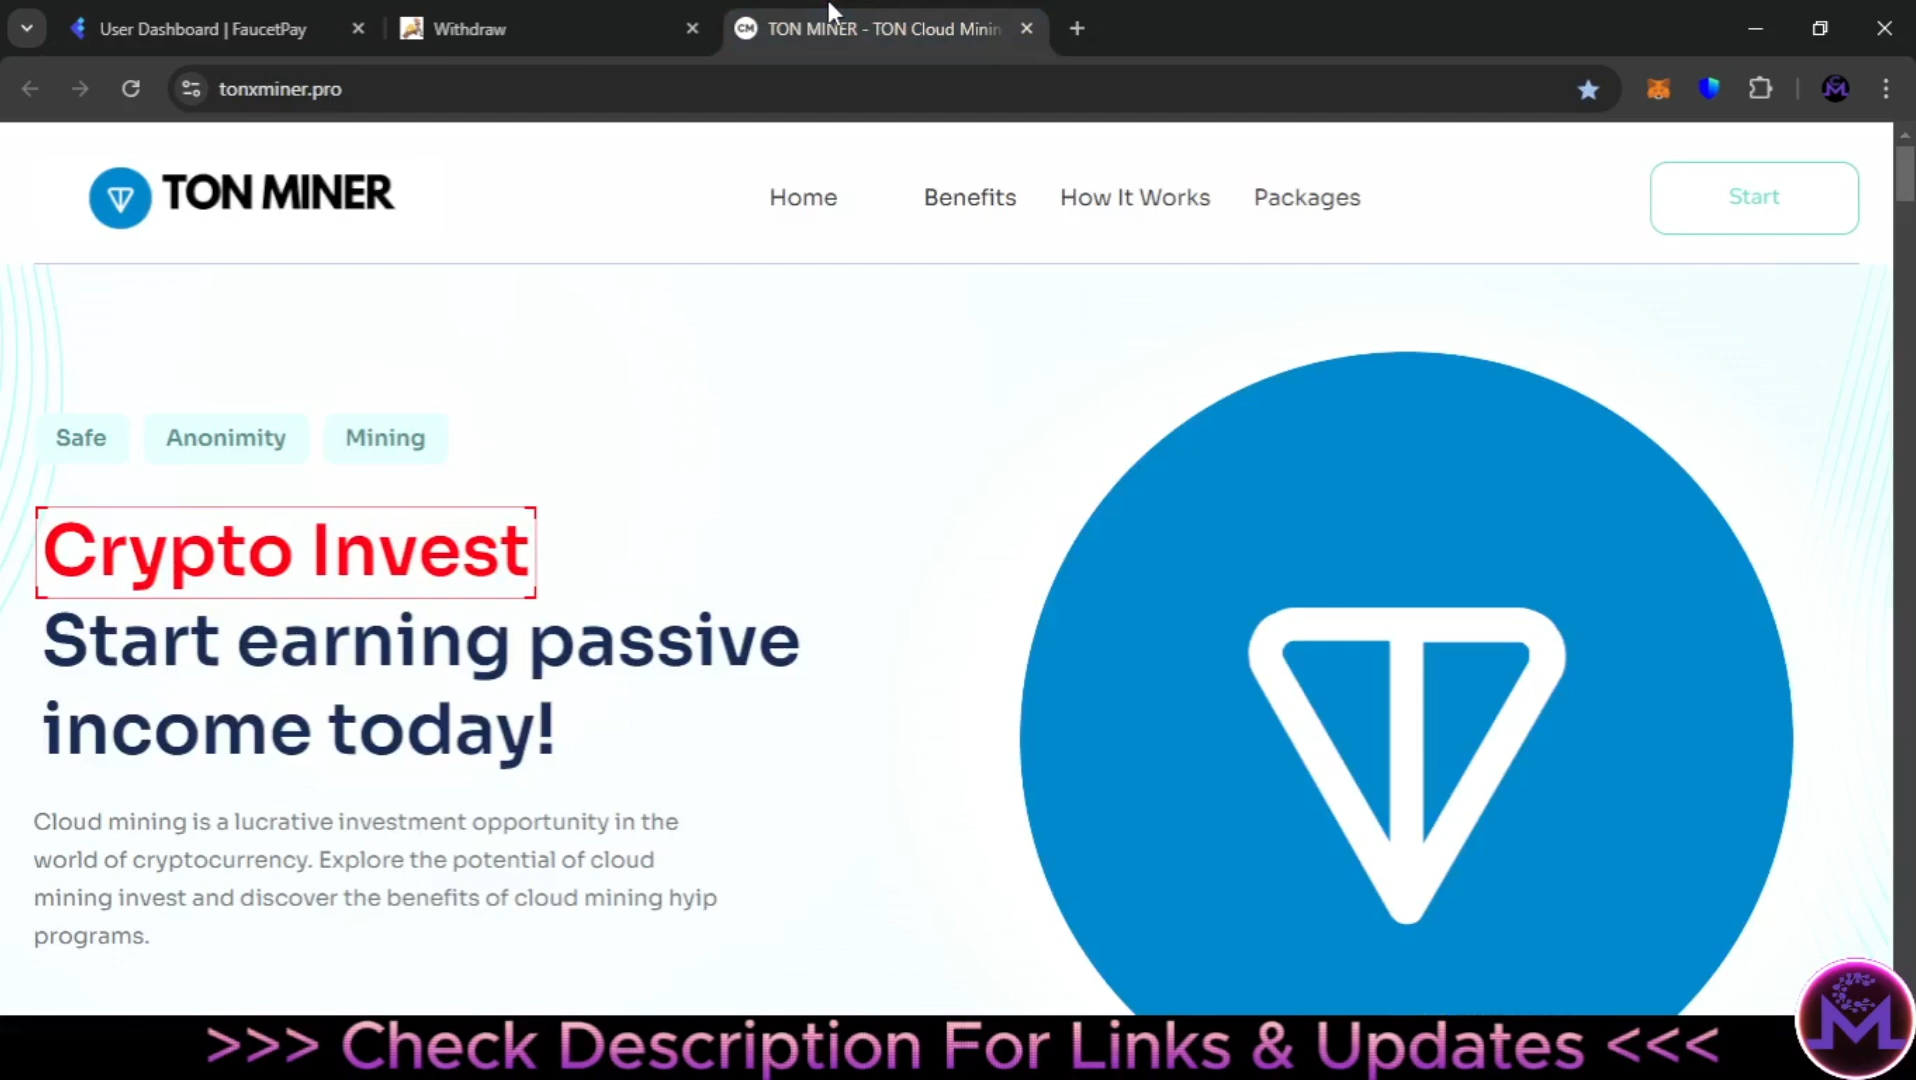 User Dashboard | FaucetPay
Withdraw
CM TON MINER - TON Cloud Minin
tonxminer.pro
TON MINER
Home
Benefits
How It Works
Packages
Start
Safe
Anonimity
Mining
Crypto Invest
Start earning passive
income today!
Cloud mining is a lucrative investment opportunity in the
world of cryptocurrency. Explore the potential of cloud
mining invest and discover the benefits of cloud mining hyip
programs.
>>> Check Description For Links & Updates <<<